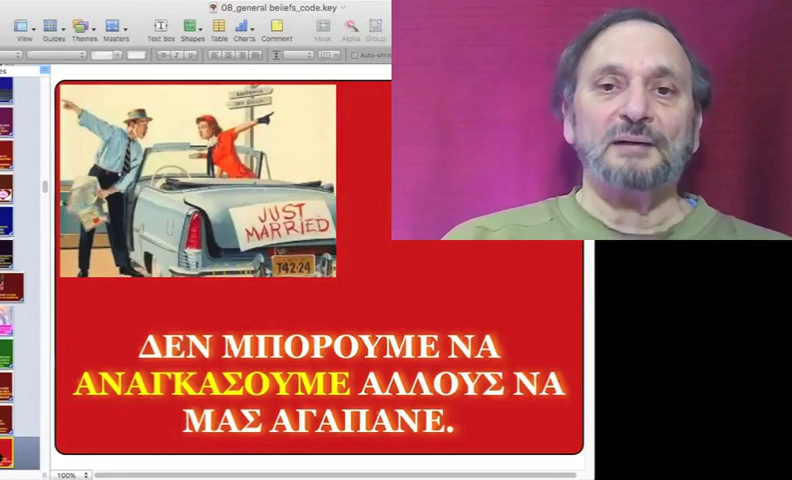 08_general beliefs_code.key
View Guides Themes Masters Text Box Shapes Tables Charts Comment Mask Alpha Group
JUST
MARRIED
T42·24
ΔΕΝ ΜΠΟΡΟΥΜΕ ΝΑ
ΑΝΑΓΚΑΣΟΥΜΕ ΑΛΛΟΥΣ ΝΑ
ΜΑΣ ΑΓΑΠΑΝΕ.
100%